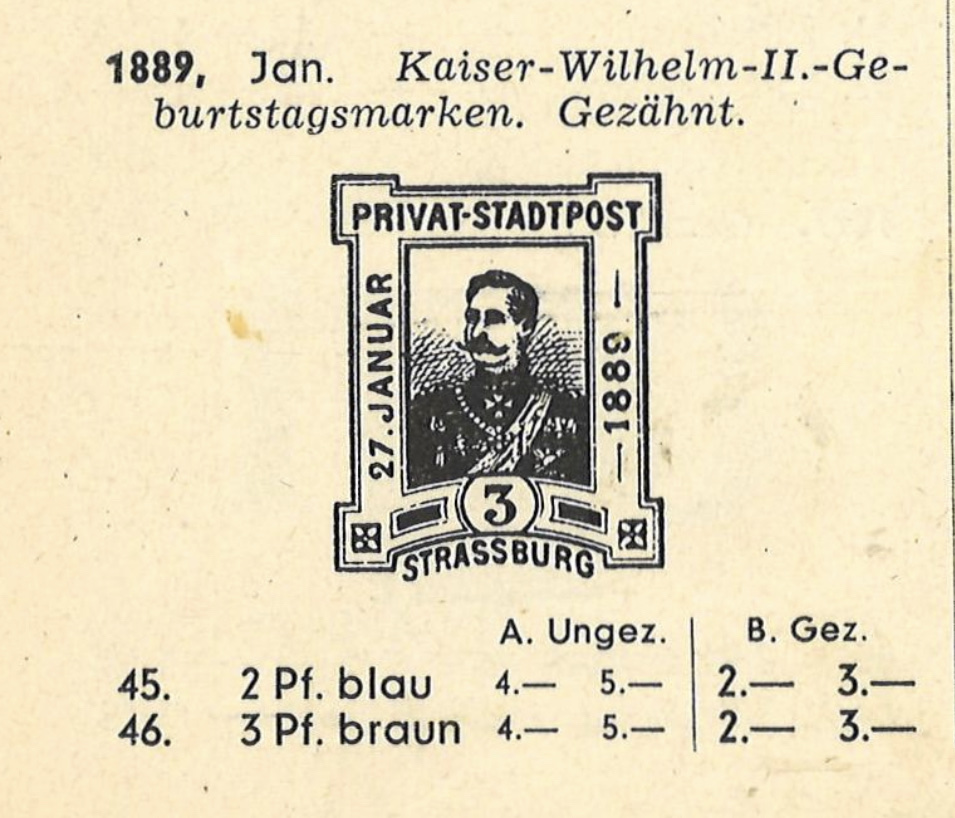 1889, Jan. Kaiser-Wilhelm-II.-Ge-
burtstagsmarken. Gezähnt.
PRIVAT-STADTPOST
27. JANUAR
—1889—
3
STRASSBURG
A. Ungez. B. Gez.
45. 2 Pf. blau 4.— 5.— 2.— 3.—
46. 3 Pf. braun 4.— 5.— 2.— 3.—